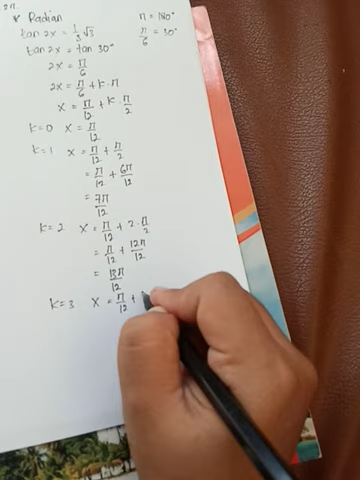 * Radian
π = 180°
tan 2x = 1/3 √3
π/6 = 30°
tan 2x = tan 30°
2x = π/6
2x = π/6 + k.π
x = π/12 + k.π/2
k=0 x = π/12
k=1 x = π/12 + π/2
= π/12 + 6π/12
= 7π/12
k=2 x = π/12 + 2.π/2
= π/12 + 12π/12
= 13π/12
k=3 x = π/12 +